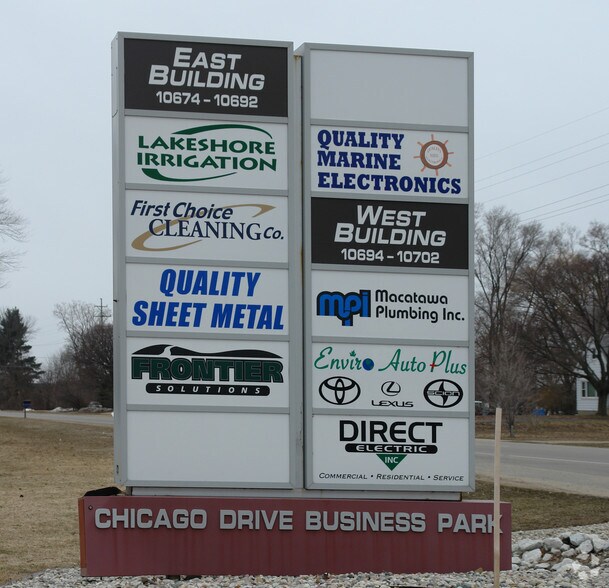 EAST
BUILDING
10674 - 10692
LAKESHORE
IRRIGATION
First Choice
CLEANING Co.
QUALITY
SHEET METAL
FRONTIER
SOLUTIONS
QUALITY
MARINE
ELECTRONICS
WEST
BUILDING
10694 - 10702
mpi Macatawa
Plumbing Inc.
Enviro Auto Plus
LEXUS
SCION
DIRECT
ELECTRIC
INC
COMMERCIAL • RESIDENTIAL • SERVICE
CHICAGO DRIVE BUSINESS PARK